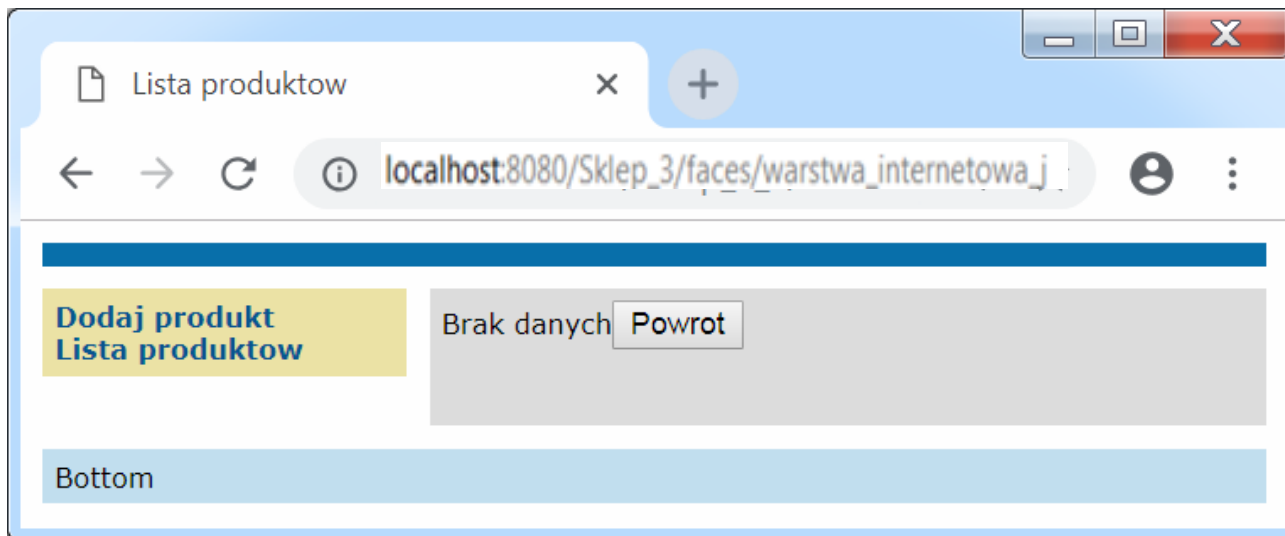 Lista produktow
localhost:8080/Sklep_3/faces/warstwa_internetowa_j
Dodaj produkt
Lista produktow
Brak danych Powrot
Bottom